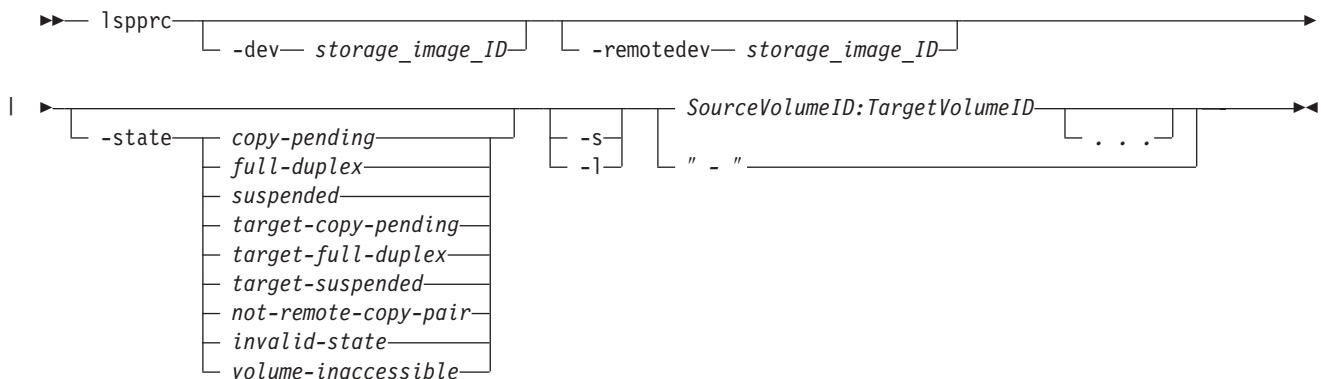 lspprc
-dev storage_image_ID -remotedev storage_image_ID
SourceVolumeID:TargetVolumeID
-state copy-pending -s . . .
full-duplex -l " - "
suspended
target-copy-pending
target-full-duplex
target-suspended
not-remote-copy-pair
invalid-state
volume-inaccessible